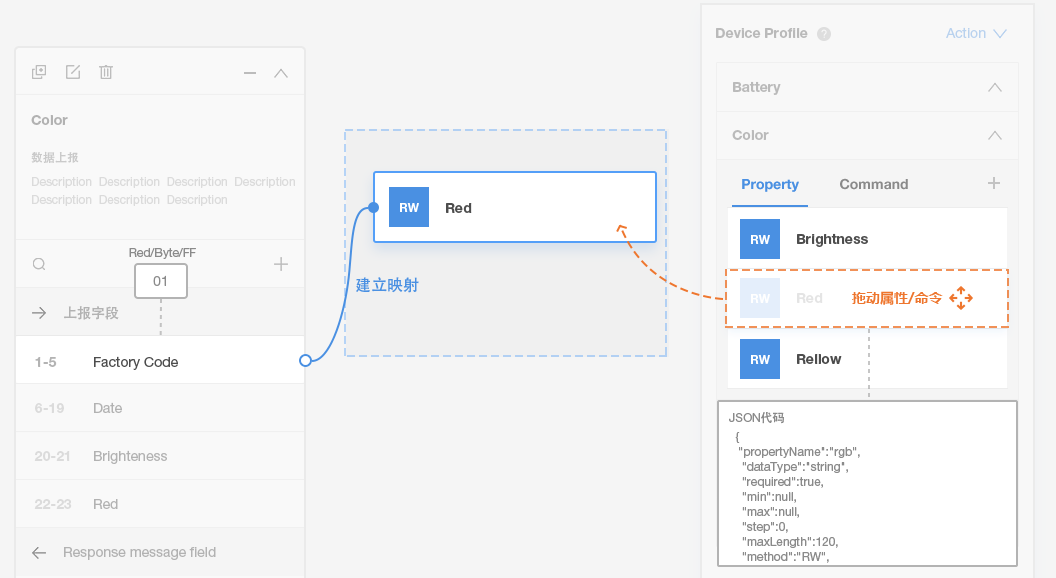 Color
数据上报
Description Description Description Description
Description Description Description
Red/Byte/FF
01
上报字段
1-5 Factory Code
6-19 Date
20-21 Brighteness
22-23 Red
Response message field
RW Red
建立映射
Device Profile ?
Action
Battery
Color
Property Command
RW Brightness
RW Red 拖动属性/命令
RW Rellow
JSON代码
{
"propertyName":"rgb",
"dataType":"string",
"required":true,
"min":null,
"max":null,
"step":0,
"maxLength":120,
"method":"RW",